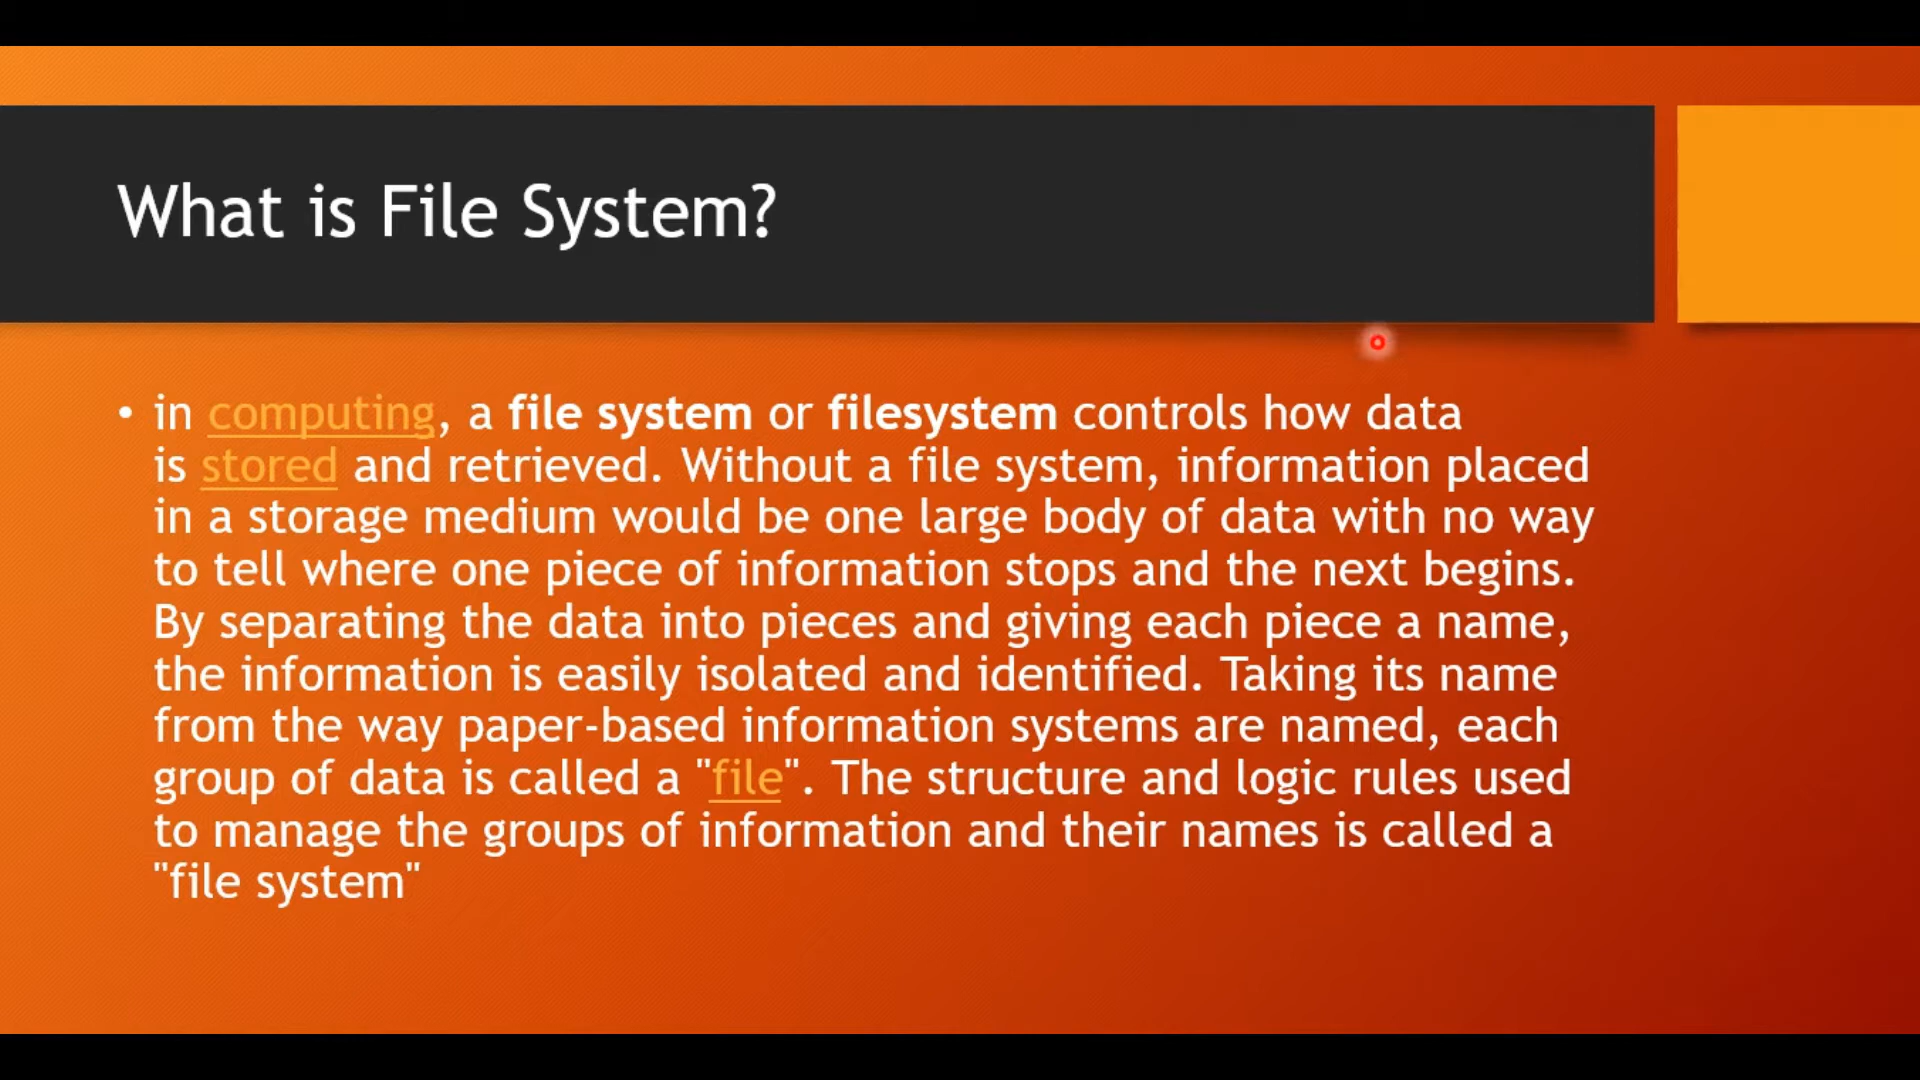 What is File System?
• in computing, a file system or filesystem controls how data
is stored and retrieved. Without a file system, information placed
in a storage medium would be one large body of data with no way
to tell where one piece of information stops and the next begins.
By separating the data into pieces and giving each piece a name,
the information is easily isolated and identified. Taking its name
from the way paper-based information systems are named, each
group of data is called a "file". The structure and logic rules used
to manage the groups of information and their names is called a
"file system"